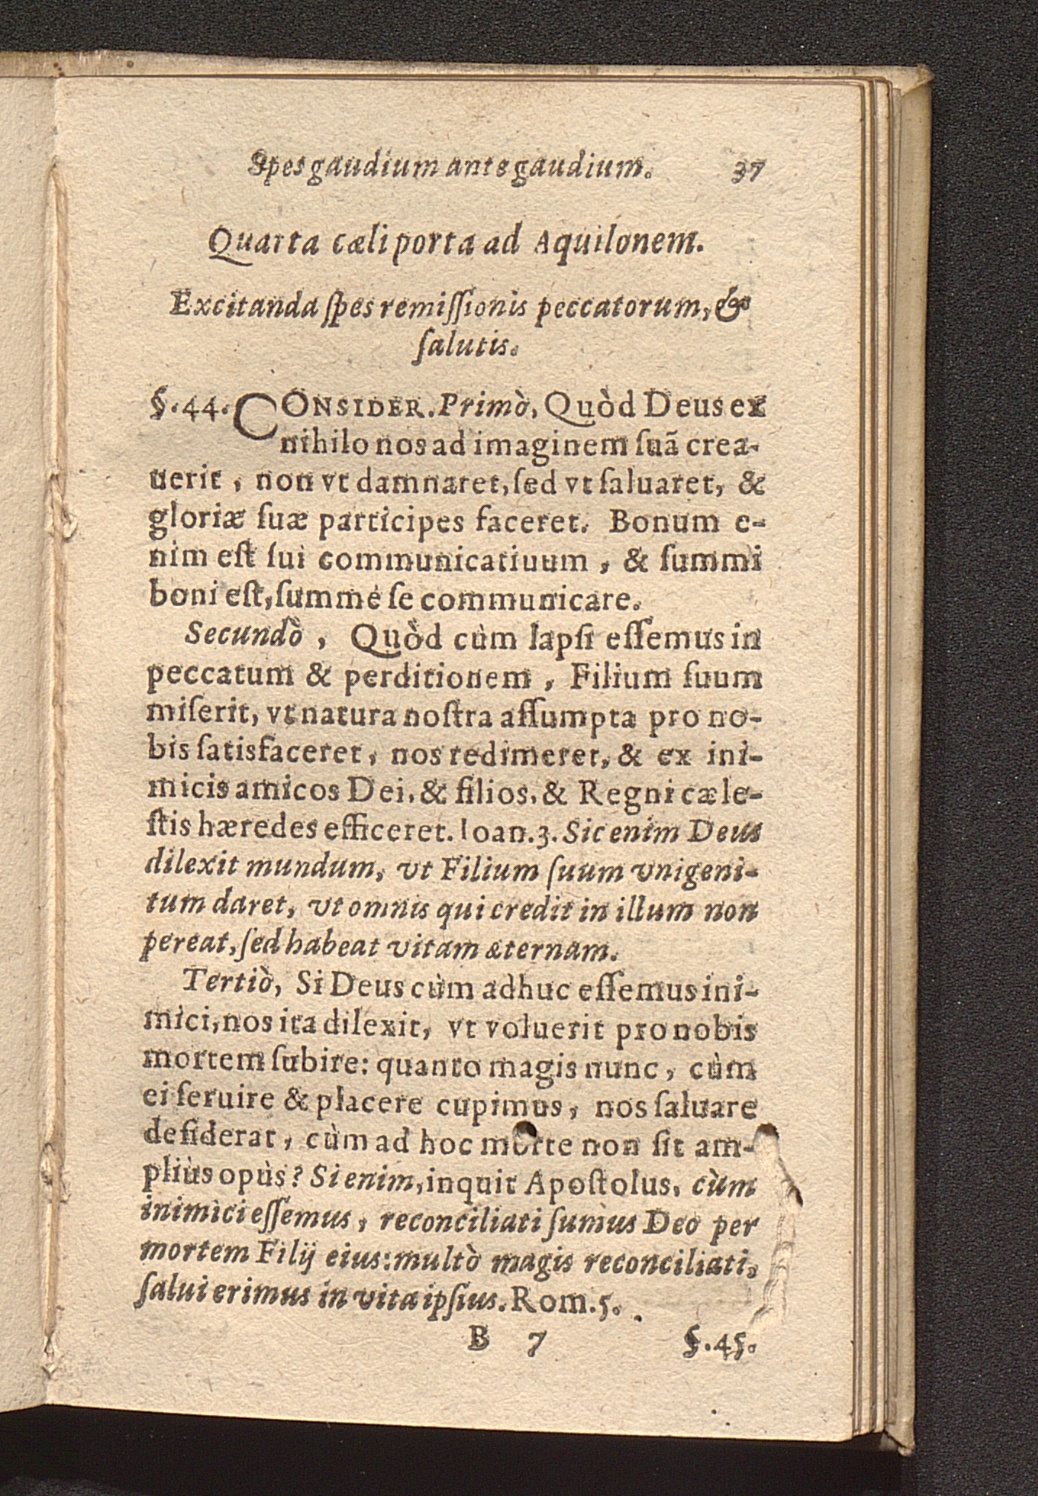 Spes gaudium ante gaudium. 37
Quarta cæli porta ad Aquilonem.
Excitanda ſpes remiſſionis peccatorum, &
ſalutis.
§.44. CONSIDER. Primò, Quòd Deus ex
nihilo nos ad imaginem ſuã crea-
uerit, non vt damnaret, ſed vt ſaluaret, &
gloriæ ſuæ participes faceret. Bonum e-
nim eſt ſui communicatiuum, & ſummi
boni eſt, ſummé ſe communicare.
Secundò, Quòd cùm lapſi eſſemus in
peccatum & perditionem, Filium ſuum
miſerit, vt natura noſtra aſſumpta pro no-
bis ſatisfaceret, nos redimeret, & ex ini-
micis amicos Dei, & filios, & Regni cæle-
ſtis hæredes efficeret. Ioan.3. Sic enim Deus
dilexit mundum, vt Filium ſuum vnigeni-
tum daret, vt omnis qui credit in illum non
pereat, ſed habeat vitam æternam.
Tertiò, Si Deus cùm adhuc eſſemus ini-
mici, nos ita dilexit, vt voluerit pro nobis
mortem ſubire: quanto magis nunc, cùm
ei ſeruire & placere cupimus, nos ſaluare
deſiderat, cùm ad hoc morte non ſit am-
pliùs opùs? Si enim, inquit Apoſtolus, cùm
inimici eſſemus, reconciliati ſumus Deo per
mortem Filij eius: multò magis reconciliati,
ſalui erimus in vita ipſius. Rom.5.
B 7 §.45.